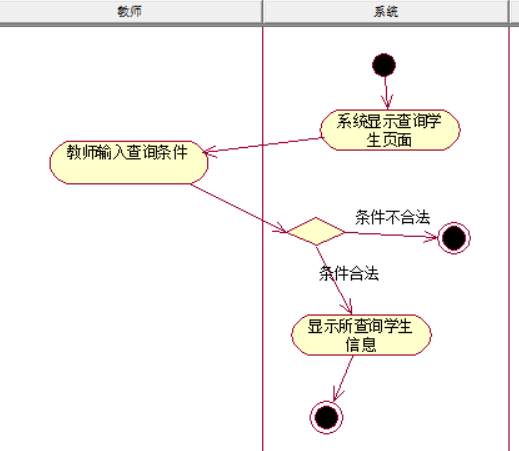 教师
系统
系统显示查询学
生页面
教师输入查询条件
条件不合法
条件合法
显示所查询学生
信息